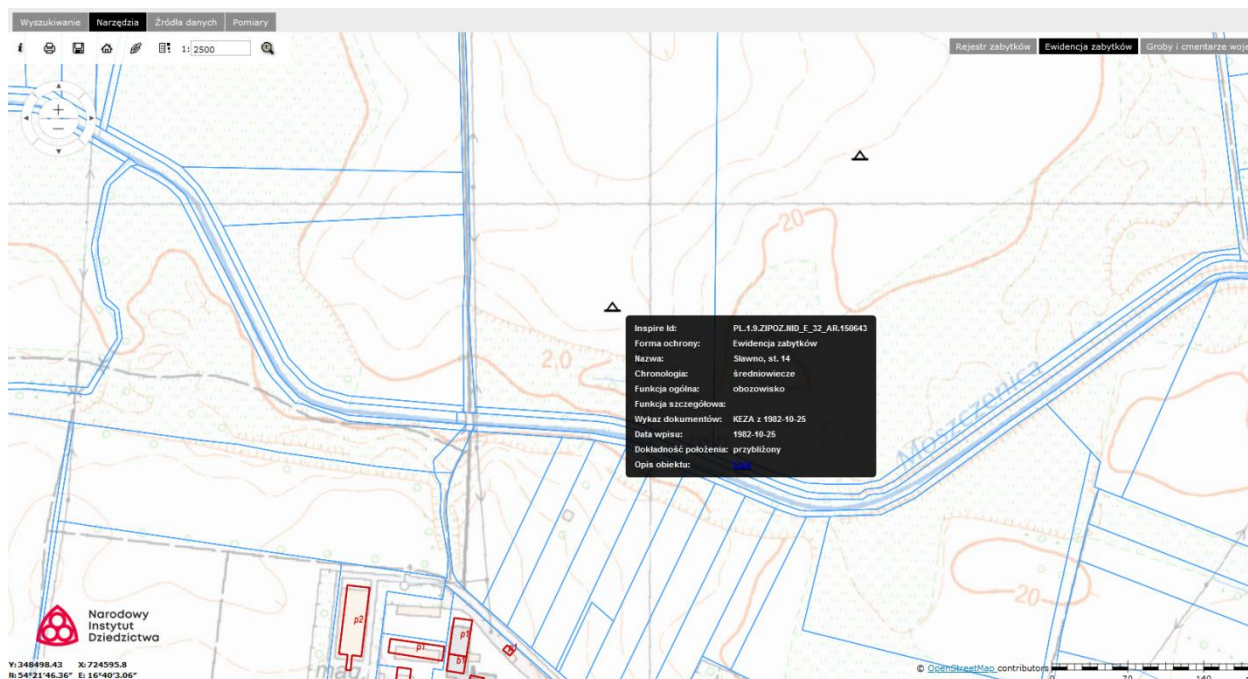 Wyszukiwanie Narzędzia Źródła danych Pomiary
i 1: 2500
Rejestr zabytków Ewidencja zabytków Groby i cmentarze woje
20
2,0
Inspire Id: PL.1.9.ZIPOZ.NID_E_32_AR.150643
Forma ochrony: Ewidencja zabytków
Nazwa: Sławno, st. 14
Chronologia: średniowiecze
Funkcja ogólna: obozowisko
Funkcja szczegółowa:
Wykaz dokumentów: KEZA z 1982-10-25
Data wpisu: 1982-10-25
Dokładność położenia: przybliżony
Opis obiektu:
Moszczenica
20
p2
p1
p1
b1
mag.
Narodowy
Instytut
Dziedzictwa
Y: 348498.43 X: 724595.8
N: 54°21'46.36" E: 16°40'3.06"
© OpenStreetMap contributors
0 70 140